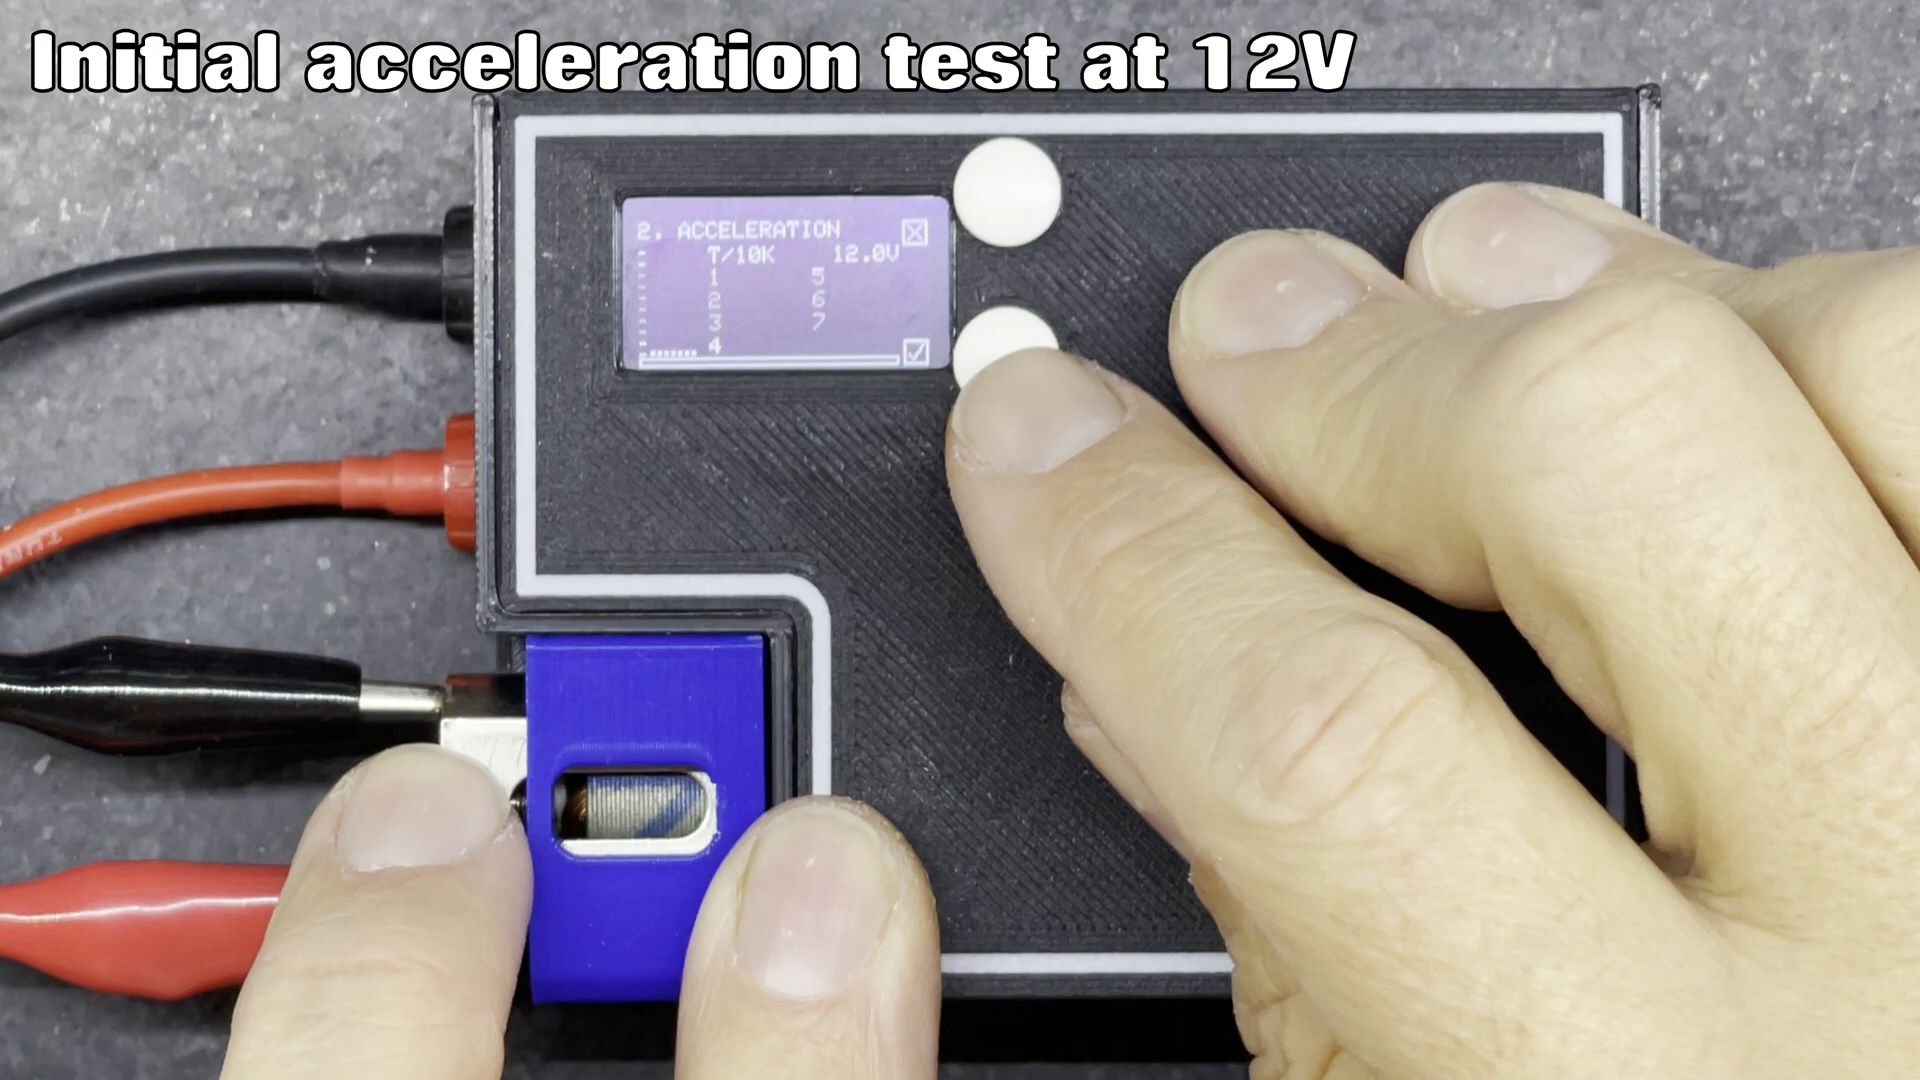 Initial acceleration test at 12V
2. ACCELERATION
T/10K 12.0V
1 5
2 6
3 7
4